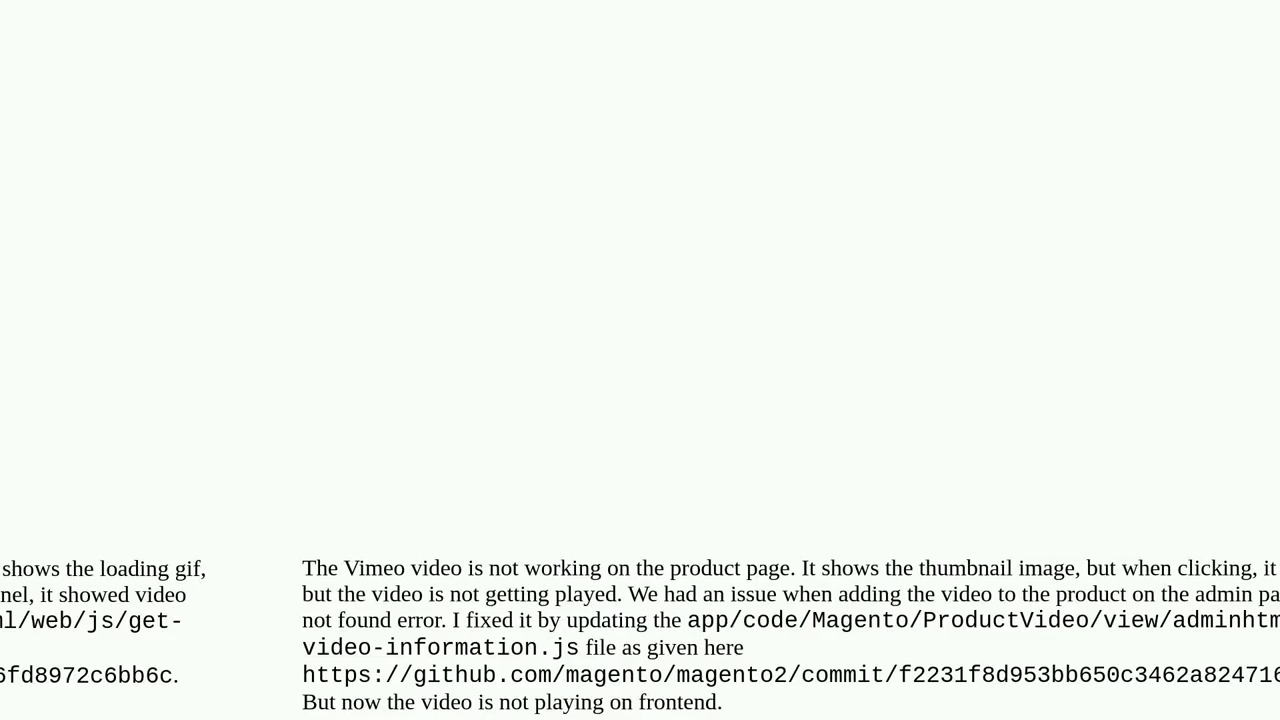 shows the loading gif,
nel, it showed video
ml/web/js/get-
6fd8972c6bb6c.
The Vimeo video is not working on the product page. It shows the thumbnail image, but when clicking, it
but the video is not getting played. We had an issue when adding the video to the product on the admin pa
not found error. I fixed it by updating the app/code/Magento/ProductVideo/view/adminhtm
video-information.js file as given here
https://github.com/magento/magento2/commit/f2231f8d953bb650c3462a824716
But now the video is not playing on frontend.